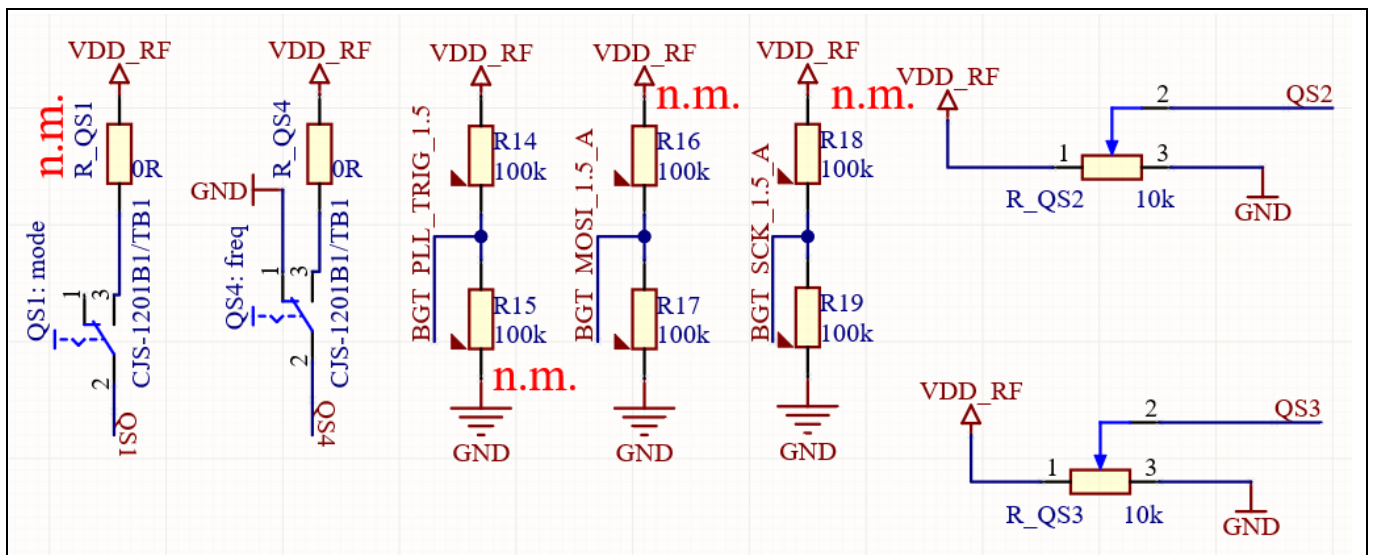 VDD_RF
n.m.
R_QS1
0R
QS1: mode
1
3
2
CJS-1201B1/TB1
QS1
VDD_RF
R_QS4
0R
GND
QS4: freq
1
3
2
CJS-1201B1/TB1
QS4
VDD_RF
R14
100k
BGT_PLL_TRIG_1.5
R15
100k
n.m.
GND
VDD_RF
n.m.
R16
100k
BGT_MOSI_1.5_A
R17
100k
GND
VDD_RF
n.m.
R18
100k
BGT_SCK_1.5_A
R19
100k
GND
VDD_RF
2
QS2
1
3
R_QS2
10k
GND
VDD_RF
2
QS3
1
3
R_QS3
10k
GND